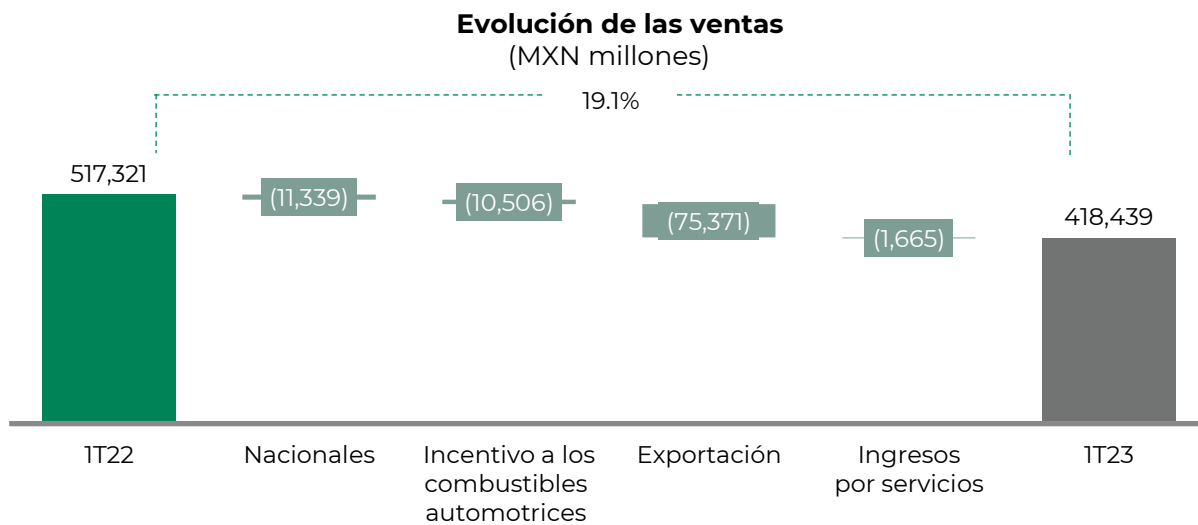 Evolución de las ventas
(MXN millones)
19.1%
517,321
(11,339)
(10,506)
(75,371)
(1,665)
418,439
1T22
Nacionales
Incentivo a los
combustibles
automotrices
Exportación
Ingresos
por servicios
1T23